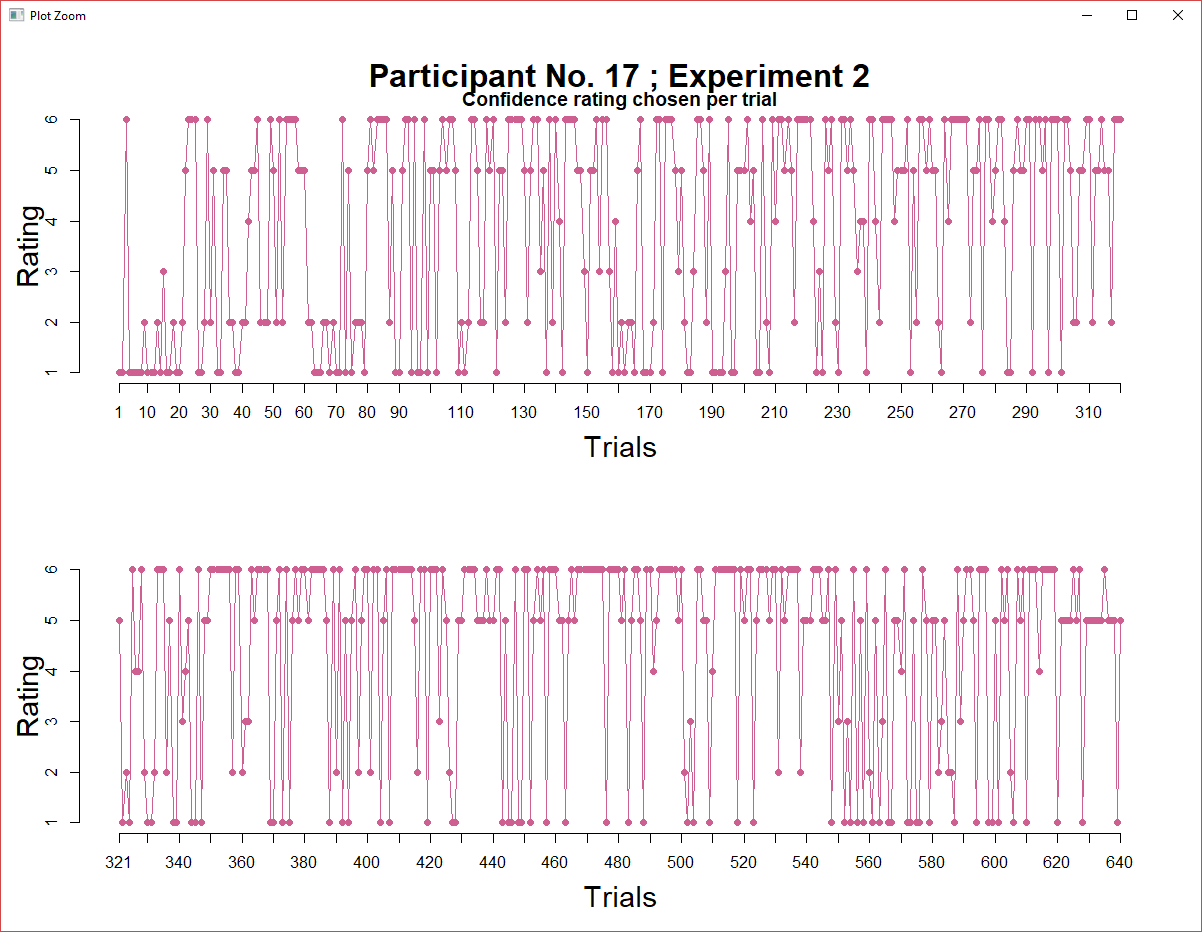 Plot Zoom
Participant No. 17 ; Experiment 2
Confidence rating chosen per trial
Rating
6
5
4
3
2
1
1 10 20 30 40 50 60 70 80 90 110 130 150 170 190 210 230 250 270 290 310
Trials
Rating
6
5
4
3
2
1
321 340 360 380 400 420 440 460 480 500 520 540 560 580 600 620 640
Trials